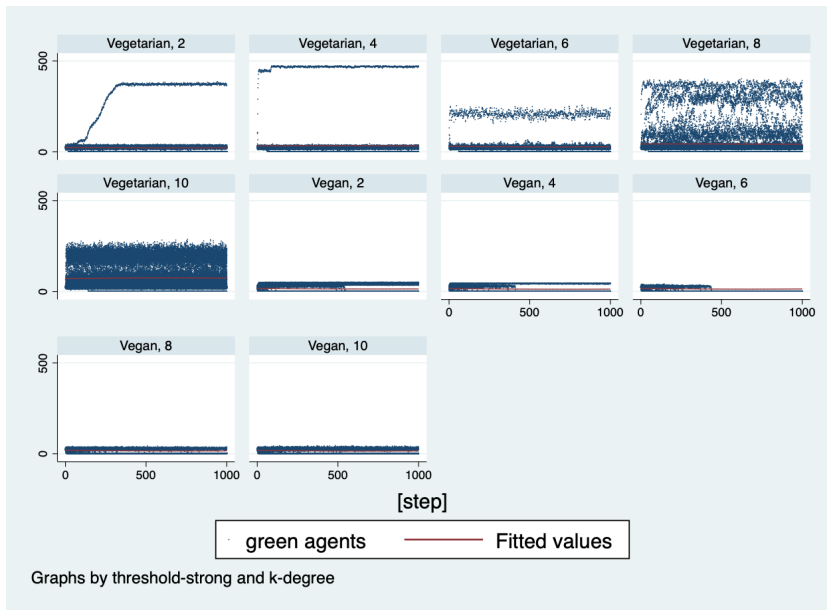 Vegetarian, 2
Vegetarian, 4
Vegetarian, 6
Vegetarian, 8
500
0
Vegetarian, 10
Vegan, 2
Vegan, 4
Vegan, 6
500
0
0 500 1000
0 500 1000
Vegan, 8
Vegan, 10
500
0
0 500 1000
0 500 1000
[step]
green agents
Fitted values
Graphs by threshold-strong and k-degree